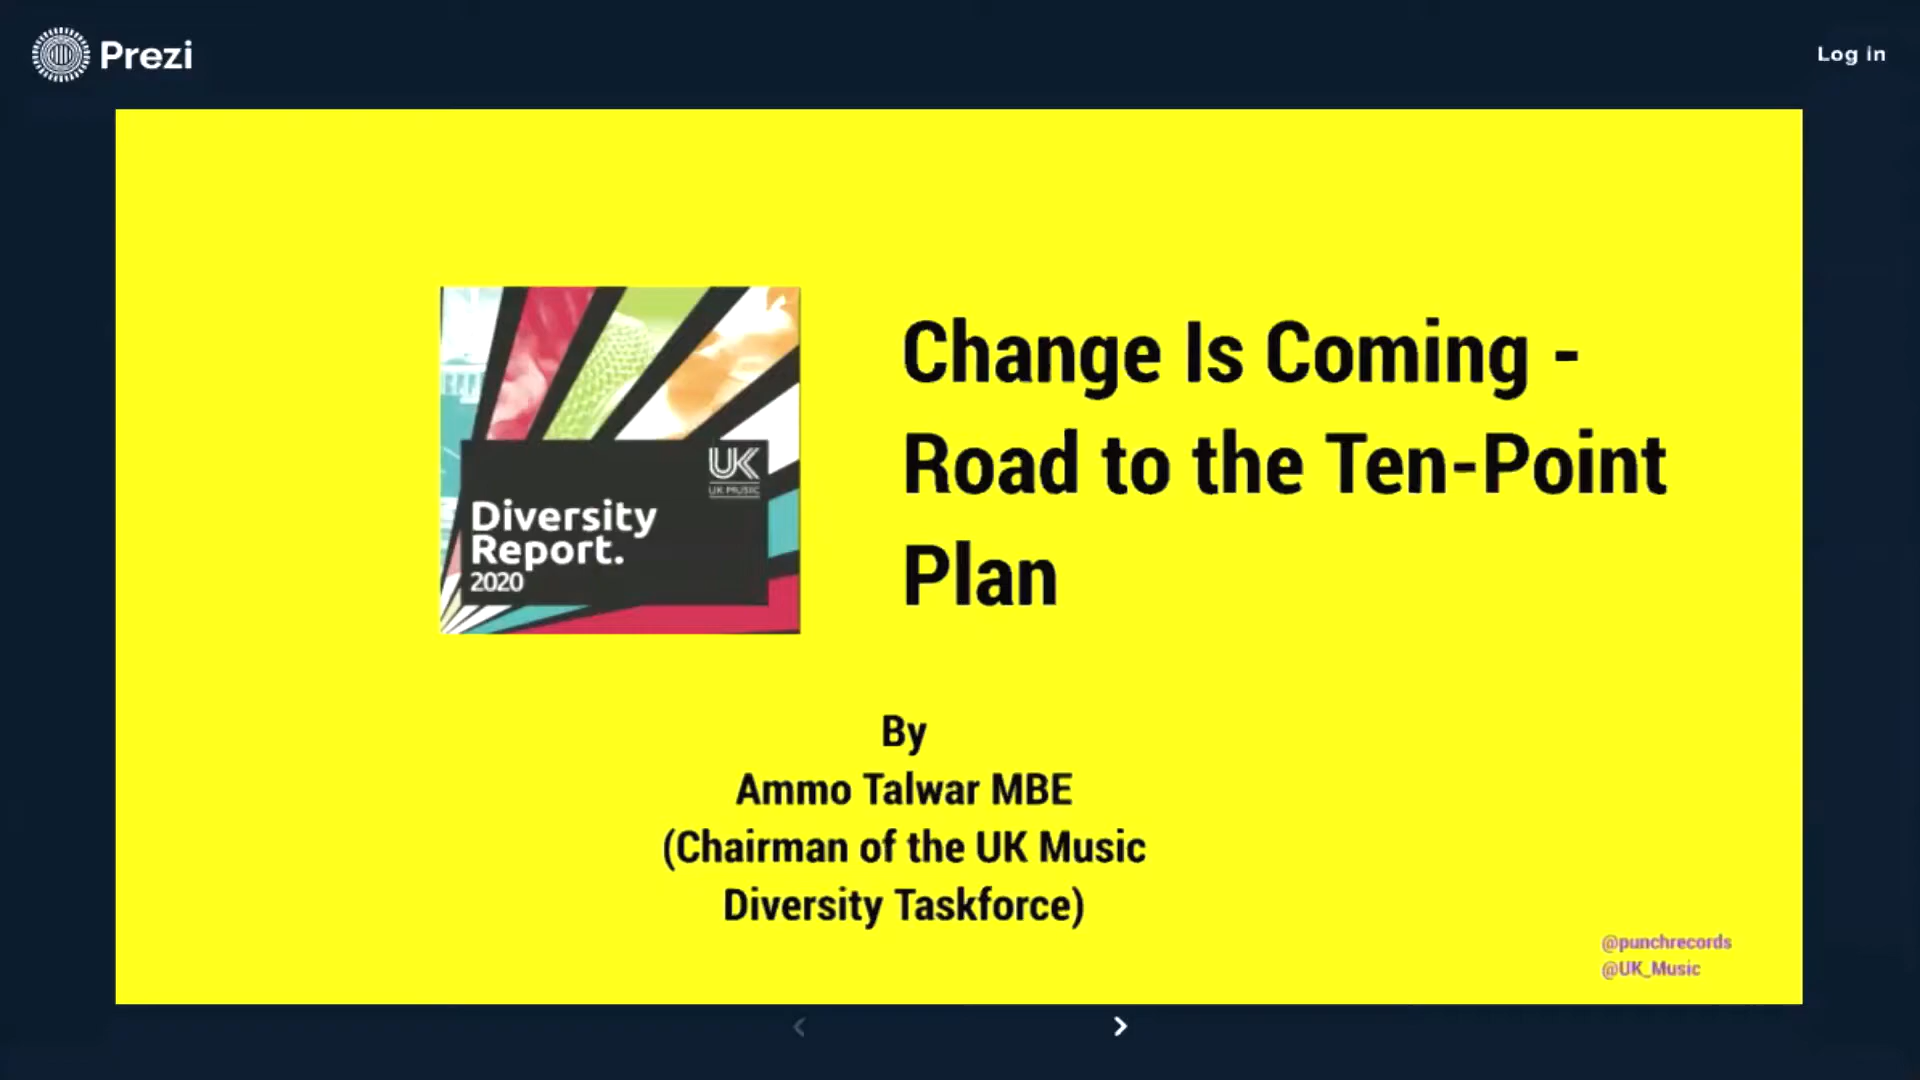 Prezi
Log in
UK
UK MUSIC
Diversity
Report.
2020
Change Is Coming -
Road to the Ten-Point
Plan
By
Ammo Talwar MBE
(Chairman of the UK Music
Diversity Taskforce)
@punchrecords
@UK_Music